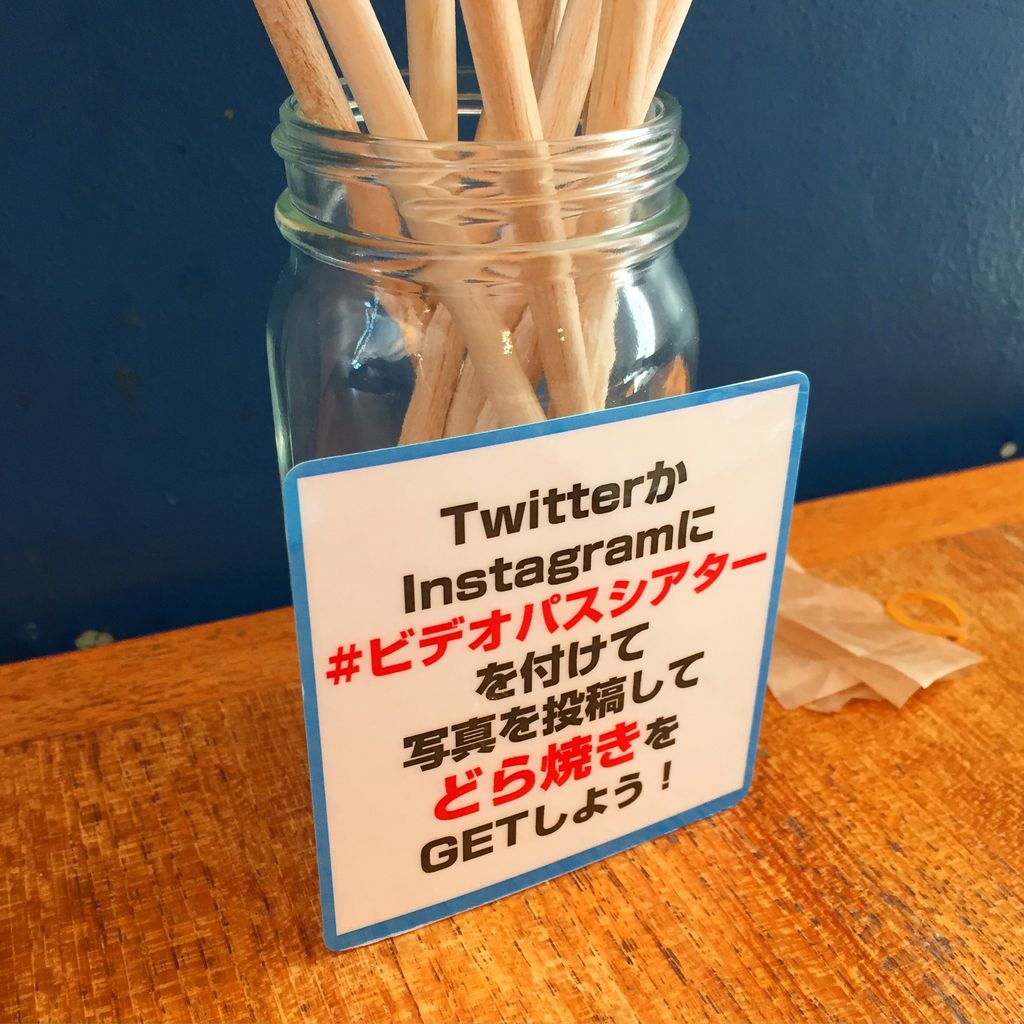 Twitterか
Instagramに
#ビデオパスシアター
を付けて
写真を投稿して
どら焼きを
GETしよう！